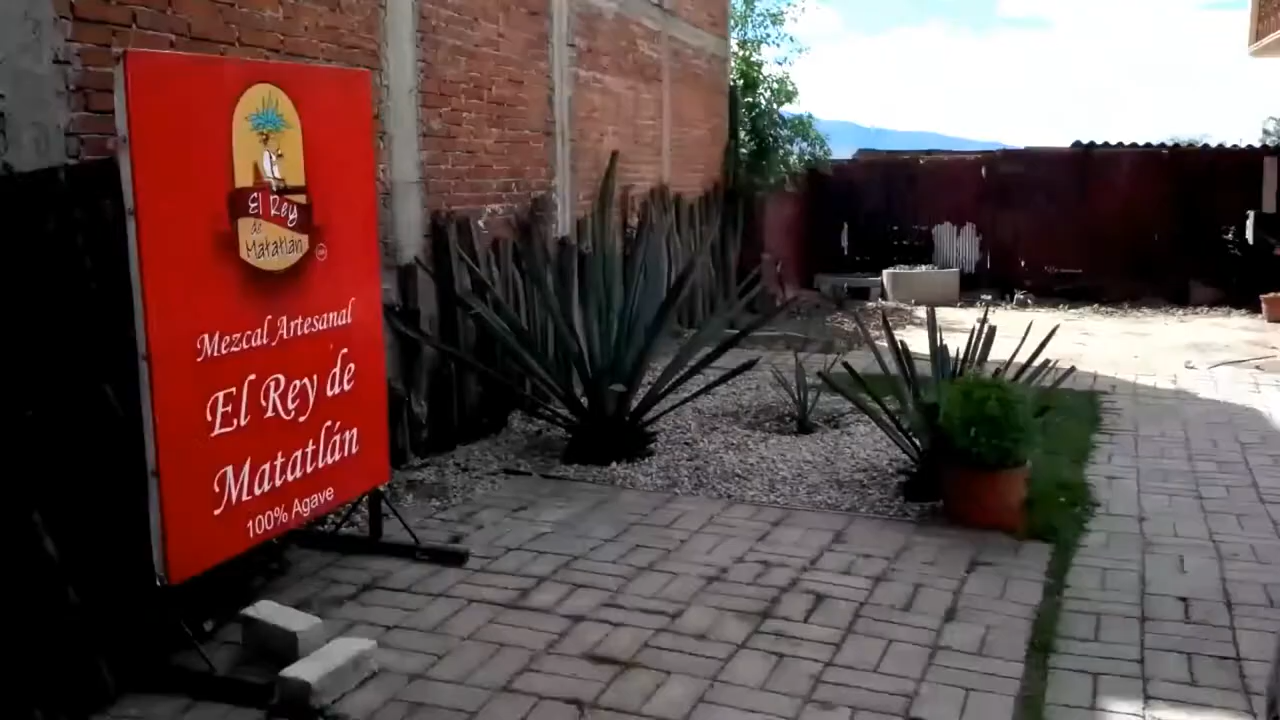 El Rey
de
Matatlán
Mezcal Artesanal
El Rey de
Matatlán
100% Agave